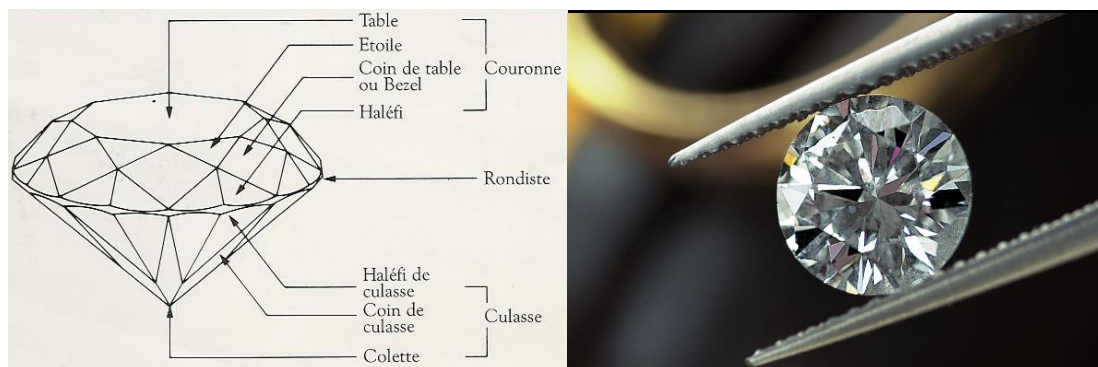 Table
Etoile
Coin de table
ou Bezel
Haléfi
Couronne
Rondiste
Haléfi de
culasse
Coin de
culasse
Colette
Culasse